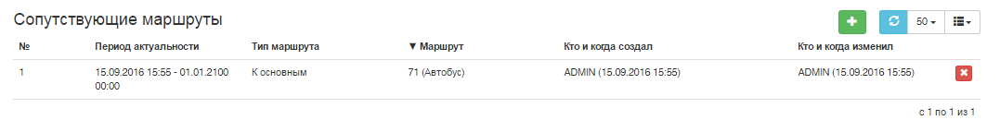 Сопутствующие маршруты
50
№ Период актуальности Тип маршрута ▼ Маршрут Кто и когда создал Кто и когда изменил
1 15.09.2016 15:55 - 01.01.2100 К основным 71 (Автобус) ADMIN (15.09.2016 15:55) ADMIN (15.09.2016 15:55)
00:00
с 1 по 1 из 1